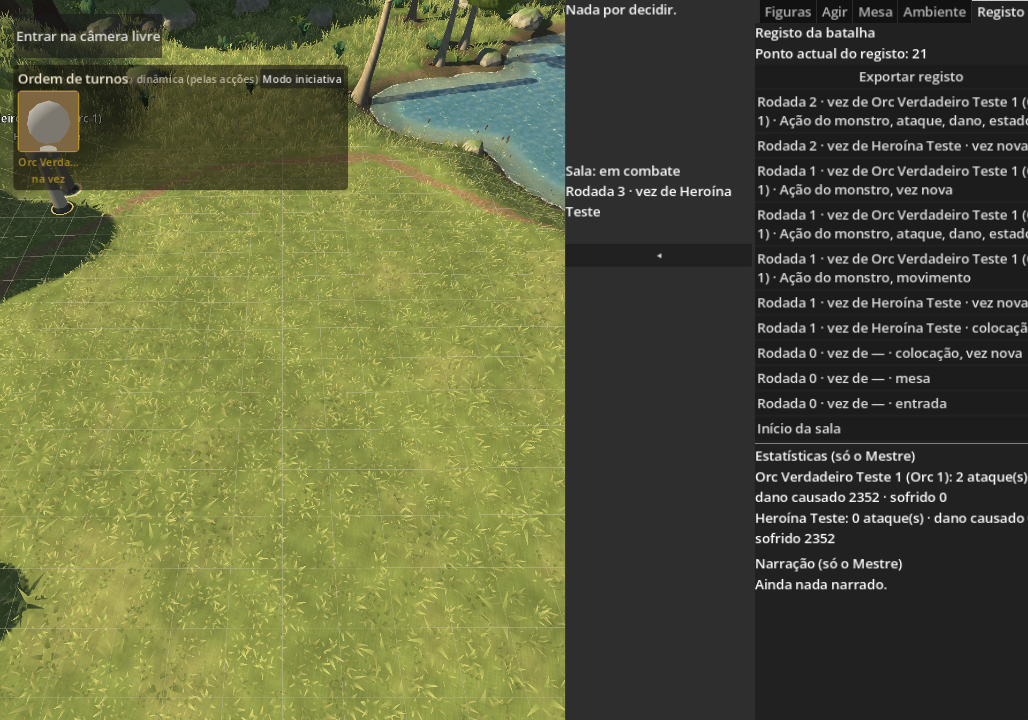 Entrar na câmera livre
Ordem de turnos dinâmica (pelas acções) Modo iniciativa
Orc Verda...
na vez
Nada por decidir.
Sala: em combate
Rodada 3 · vez de Heroína
Teste
Figuras Agir Mesa Ambiente Registo
Registo da batalha
Ponto actual do registo: 21
Exportar registo
Rodada 2 · vez de Orc Verdadeiro Teste 1 (
1) · Ação do monstro, ataque, dano, estado
Rodada 2 · vez de Heroína Teste · vez nova
Rodada 1 · vez de Orc Verdadeiro Teste 1 (
1) · Ação do monstro, vez nova
Rodada 1 · vez de Orc Verdadeiro Teste 1 (
1) · Ação do monstro, ataque, dano, estado
Rodada 1 · vez de Orc Verdadeiro Teste 1 (
1) · Ação do monstro, movimento
Rodada 1 · vez de Heroína Teste · vez nova
Rodada 1 · vez de Heroína Teste · colocaçã
Rodada 0 · vez de — · colocação, vez nova
Rodada 0 · vez de — · mesa
Rodada 0 · vez de — · entrada
Início da sala
Estatísticas (só o Mestre)
Orc Verdadeiro Teste 1 (Orc 1): 2 ataque(s)
dano causado 2352 · sofrido 0
Heroína Teste: 0 ataque(s) · dano causado
sofrido 2352
Narração (só o Mestre)
Ainda nada narrado.